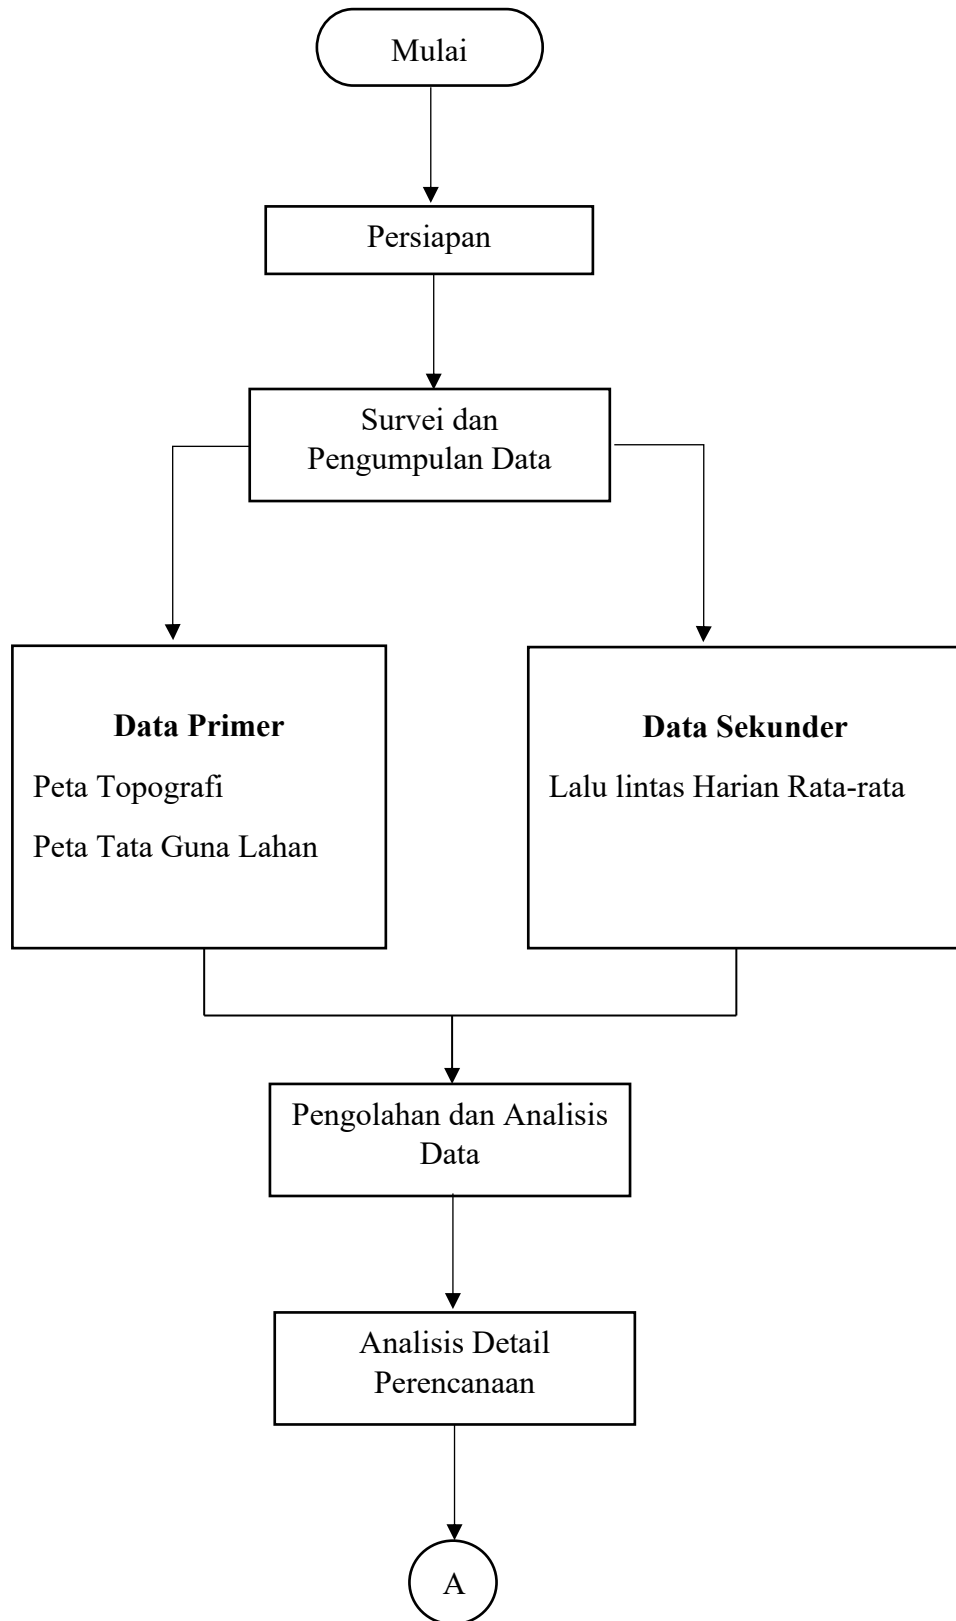 Mulai
Persiapan
Survei dan
Pengumpulan Data
Data Primer
Peta Topografi
Peta Tata Guna Lahan
Data Sekunder
Lalu lintas Harian Rata-rata
Pengolahan dan Analisis
Data
Analisis Detail
Perencanaan
A